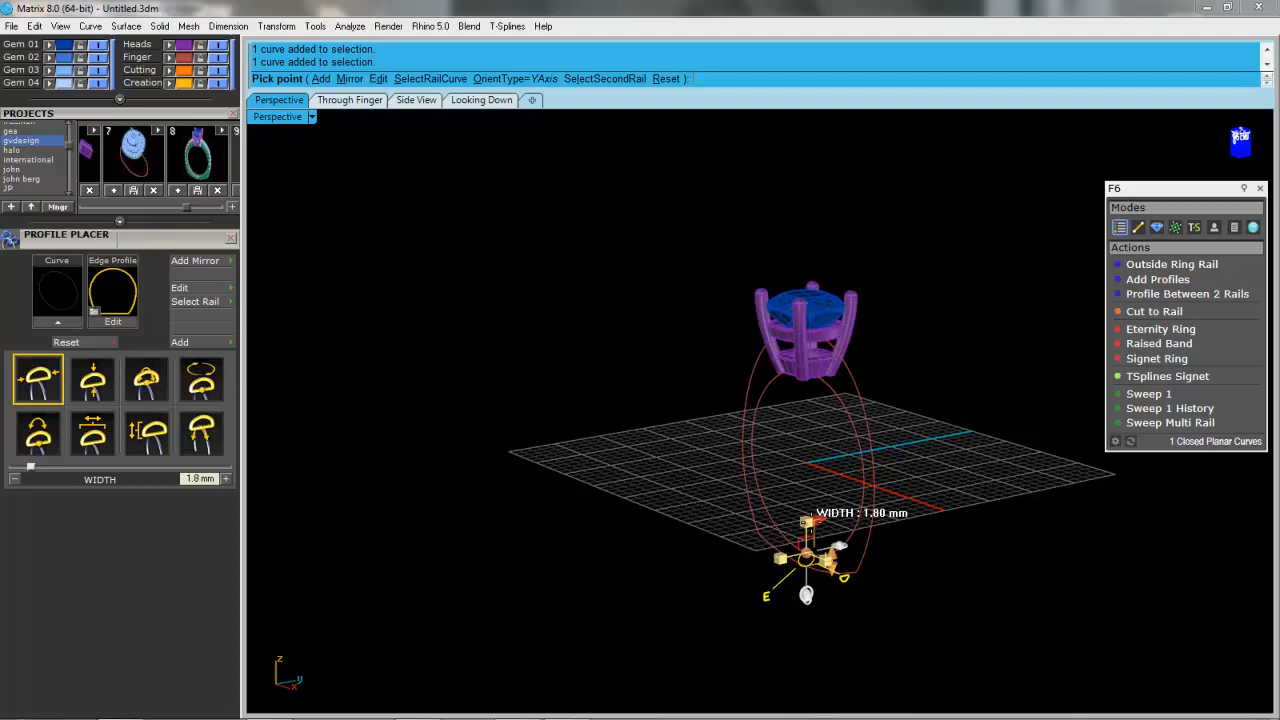 Matrix 8.0 (64-bit) - Untitled.3dm
File Edit View Curve Surface Solid Mesh Dimension Transform Tools Analyze Render Rhino 5.0 Blend T-Splines Help
Gem 01 Heads
Gem 02 Finger
Gem 03 Cutting
Gem 04 Creation
1 curve added to selection.
1 curve added to selection.
Pick point ( Add Mirror Edit SelectRailCurve OrientType=YAxis SelectSecondRail Reset ):
Perspective Through Finger Side View Looking Down
Perspective
PROJECTS
gea
gvdesign
halo
international
john
john berg
JP
7 8 9
Mngr
PROFILE PLACER
Curve Edge Profile Add Mirror
Edit
Select Rail
Edit
Reset Add
WIDTH 1.8 mm
F6
Modes
T-S
Actions
Outside Ring Rail
Add Profiles
Profile Between 2 Rails
Cut to Rail
Eternity Ring
Raised Band
Signet Ring
TSplines Signet
Sweep 1
Sweep 1 History
Sweep Multi Rail
1 Closed Planar Curves
WIDTH : 1.80 mm
E
z
y
x